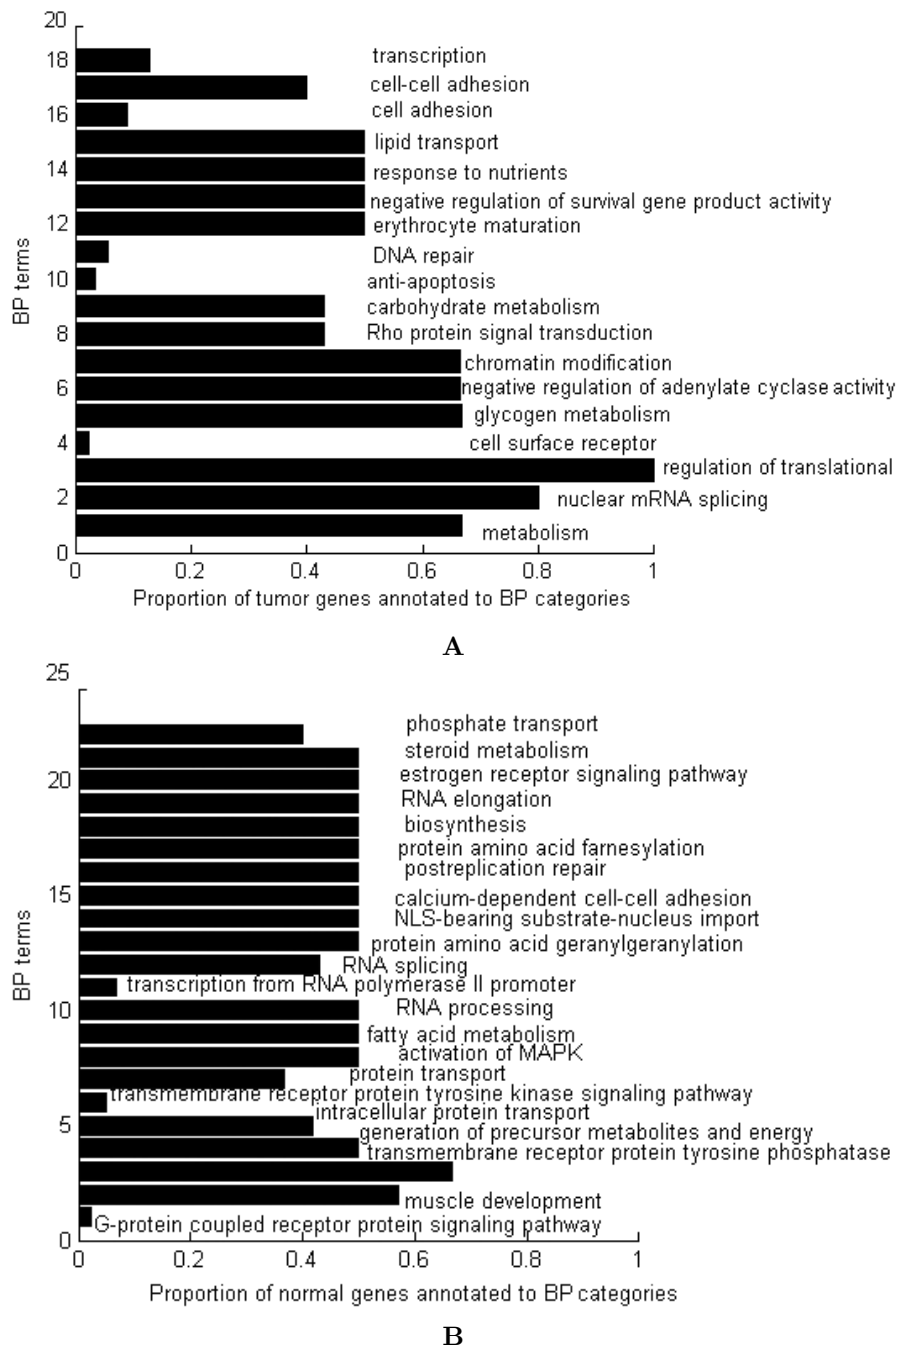 20
18
transcription
cell-cell adhesion
16
cell adhesion
lipid transport
14
response to nutrients
negative regulation of survival gene product activity
12
erythrocyte maturation
DNA repair
10
anti-apoptosis
carbohydrate metabolism
8
Rho protein signal transduction
chromatin modification
6
negative regulation of adenylate cyclase activity
glycogen metabolism
4
cell surface receptor
regulation of translational
2
nuclear mRNA splicing
metabolism
0
BP terms
0 0.2 0.4 0.6 0.8 1
Proportion of tumor genes annotated to BP categories
A
25
phosphate transport
steroid metabolism
20
estrogen receptor signaling pathway
RNA elongation
biosynthesis
protein amino acid farnesylation
postreplication repair
15
calcium-dependent cell-cell adhesion
NLS-bearing substrate-nucleus import
protein amino acid geranylgeranylation
RNA splicing
transcription from RNA polymerase II promoter
10
RNA processing
fatty acid metabolism
activation of MAPK
protein transport
transmembrane receptor protein tyrosine kinase signaling pathway
intracellular protein transport
5
generation of precursor metabolites and energy
transmembrane receptor protein tyrosine phosphatase
muscle development
G-protein coupled receptor protein signaling pathway
0
BP terms
0 0.2 0.4 0.6 0.8 1
Proportion of normal genes annotated to BP categories
B